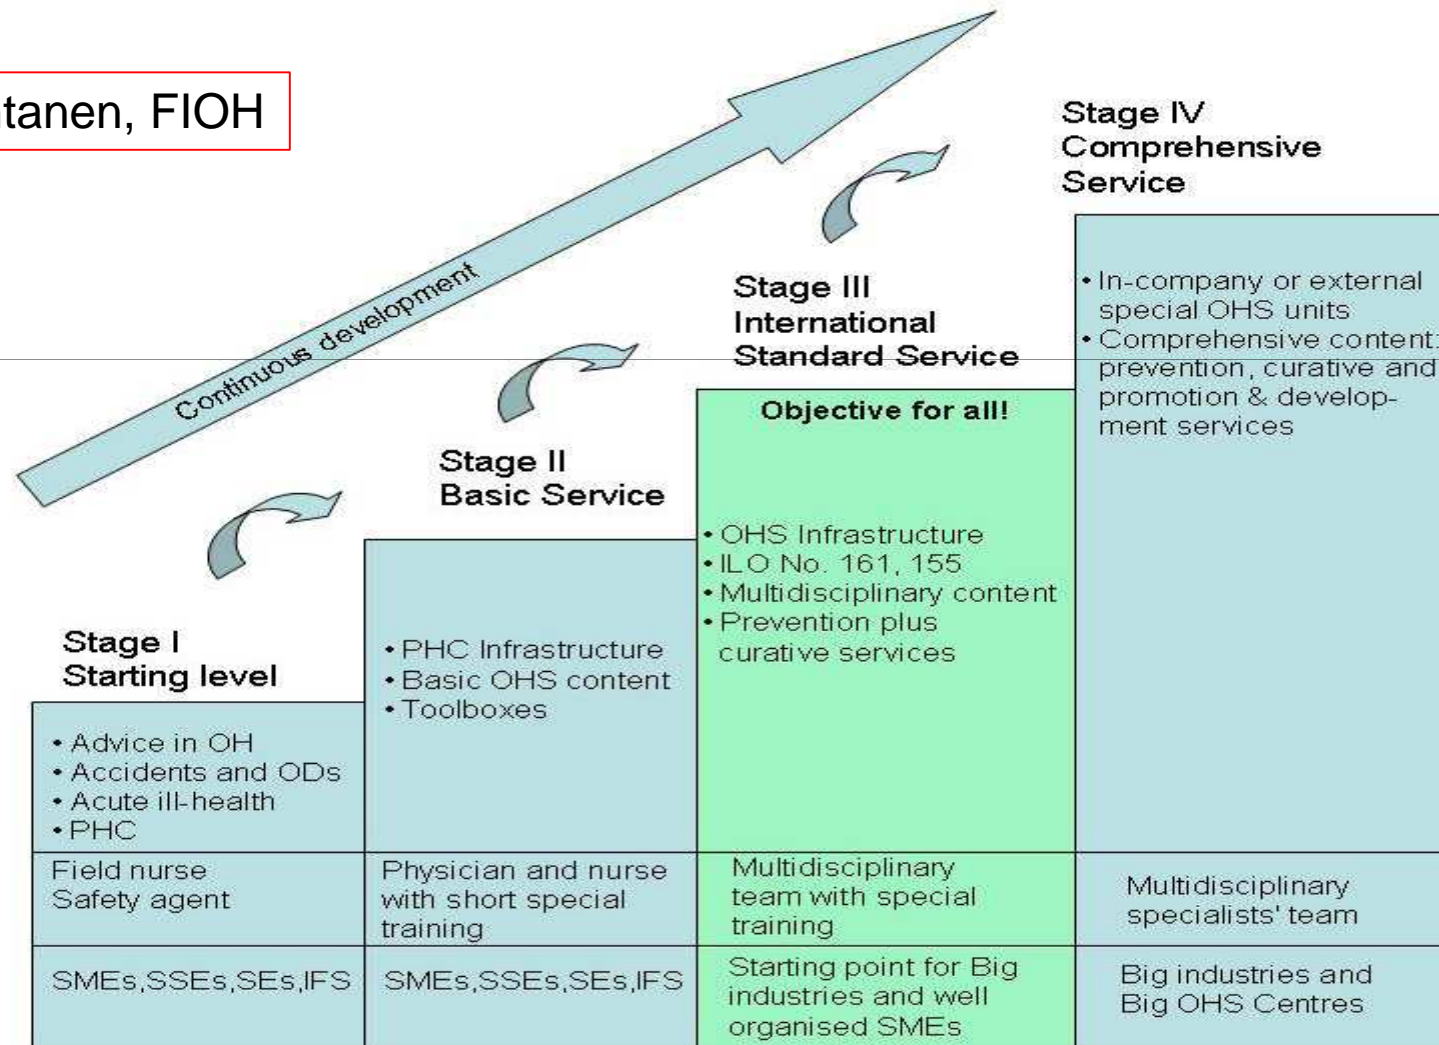 tanen, FIOH
Continuous development
Stage I
Starting level
• Advice in OH
• Accidents and ODs
• Acute ill-health
• PHC
Field nurse
Safety agent
SMEs,SSEs,SEs,IFS
Stage II
Basic Service
• PHC Infrastructure
• Basic OHS content
• Toolboxes
Physician and nurse
with short special
training
SMEs,SSEs,SEs,IFS
Stage III
International
Standard Service
Objective for all!
• OHS Infrastructure
• ILO No. 161, 155
• Multidisciplinary content
• Prevention plus
curative services
Multidisciplinary
team with special
training
Starting point for Big
industries and well
organised SMEs
Stage IV
Comprehensive
Service
• In-company or external
special OHS units
• Comprehensive content:
prevention, curative and
promotion & develop-
ment services
Multidisciplinary
specialists' team
Big industries and
Big OHS Centres